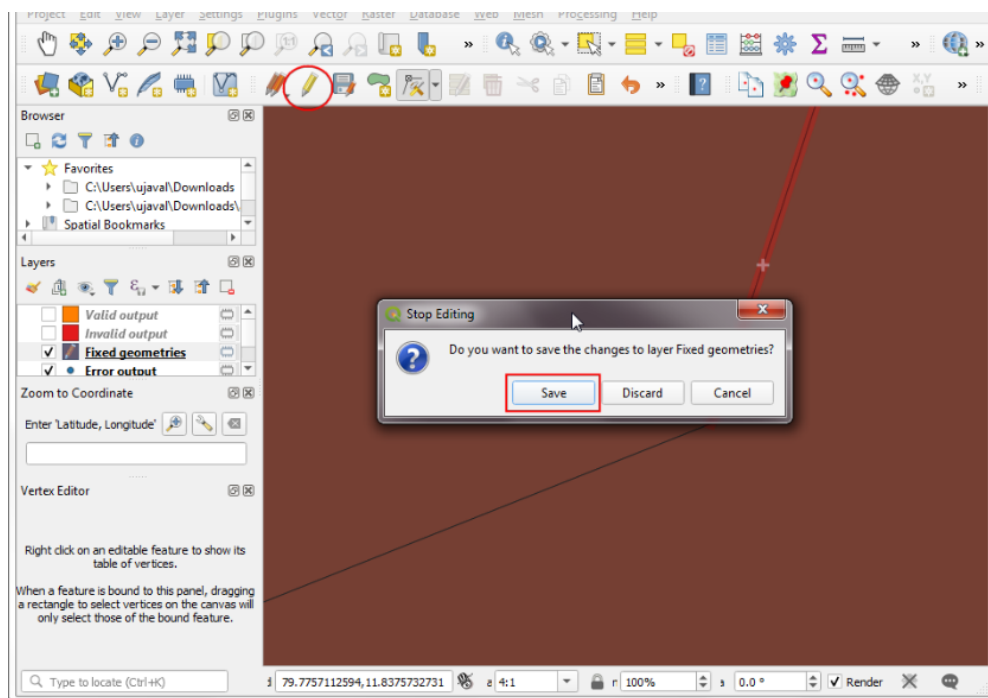 Project Edit View Layer Settings Plugins Vector Raster Database Web Mesh Processing Help
Browser
Favorites
C:\Users\ujaval\Downloads
C:\Users\ujaval\Downloads\
Spatial Bookmarks
Layers
Valid output
Invalid output
Fixed geometries
Error output
Stop Editing
Do you want to save the changes to layer Fixed geometries?
Save Discard Cancel
Zoom to Coordinate
Enter 'Latitude, Longitude'
Vertex Editor
Right click on an editable feature to show its
table of vertices.
When a feature is bound to this panel, dragging
a rectangle to select vertices on the canvas will
only select those of the bound feature.
Type to locate (Ctrl+K) 79.7757112594,11.8375732731 4:1 100% 0.0 ° Render